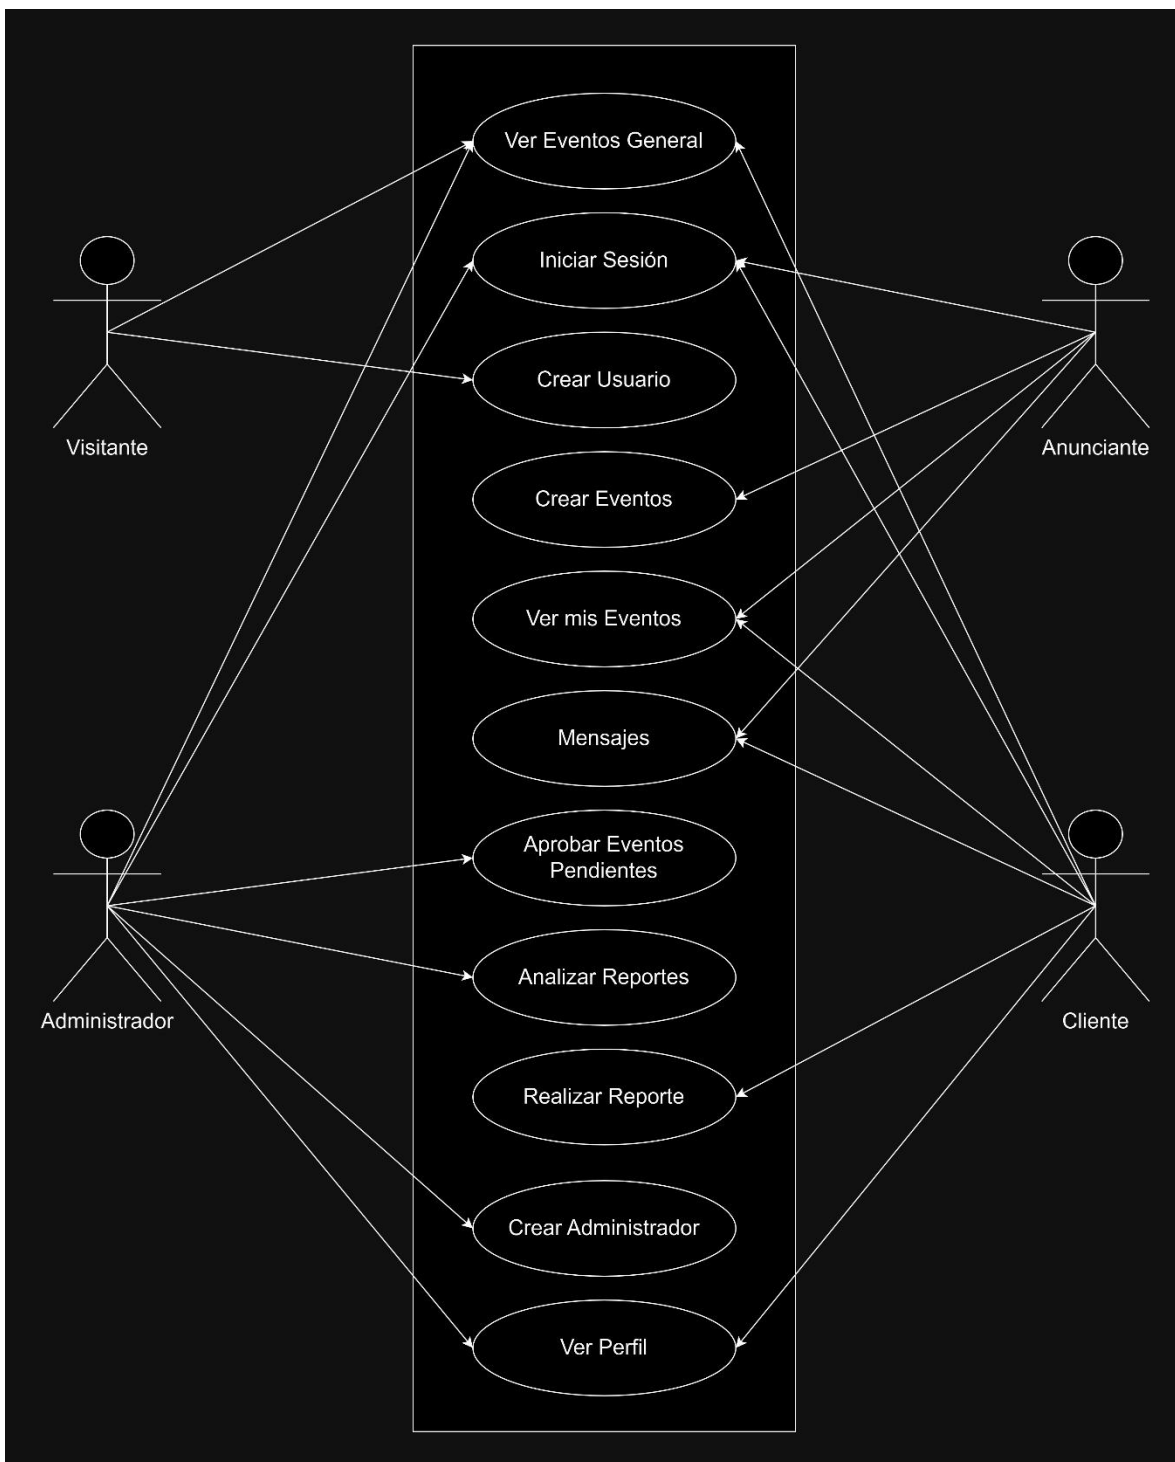 Ver Eventos General
Iniciar Sesión
Crear Usuario
Visitante
Anunciante
Crear Eventos
Ver mis Eventos
Mensajes
Aprobar Eventos
Pendientes
Analizar Reportes
Administrador
Cliente
Realizar Reporte
Crear Administrador
Ver Perfil